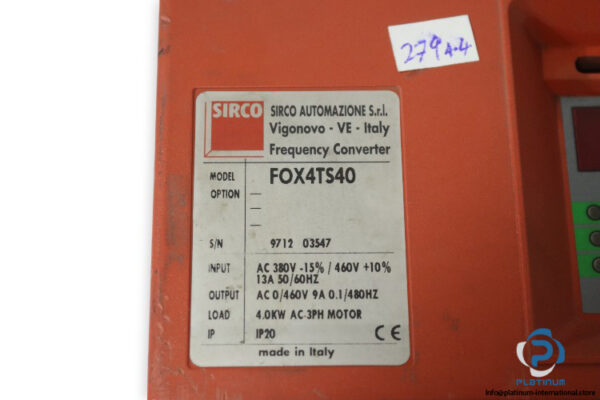 279A-4
SIRCO
SIRCO AUTOMAZIONE S.r.l.
Vigonovo - VE - Italy
Frequency Converter
MODEL FOX4TS40
OPTION —
—
—
S/N 9712 03547
INPUT AC 380V -15% / 460V +10%
13A 50/60HZ
OUTPUT AC 0/460V 9A 0.1/480HZ
LOAD 4.0KW AC 3PH MOTOR
IP IP20 CE
made in Italy
PLATINUM
info@platinum-international.store